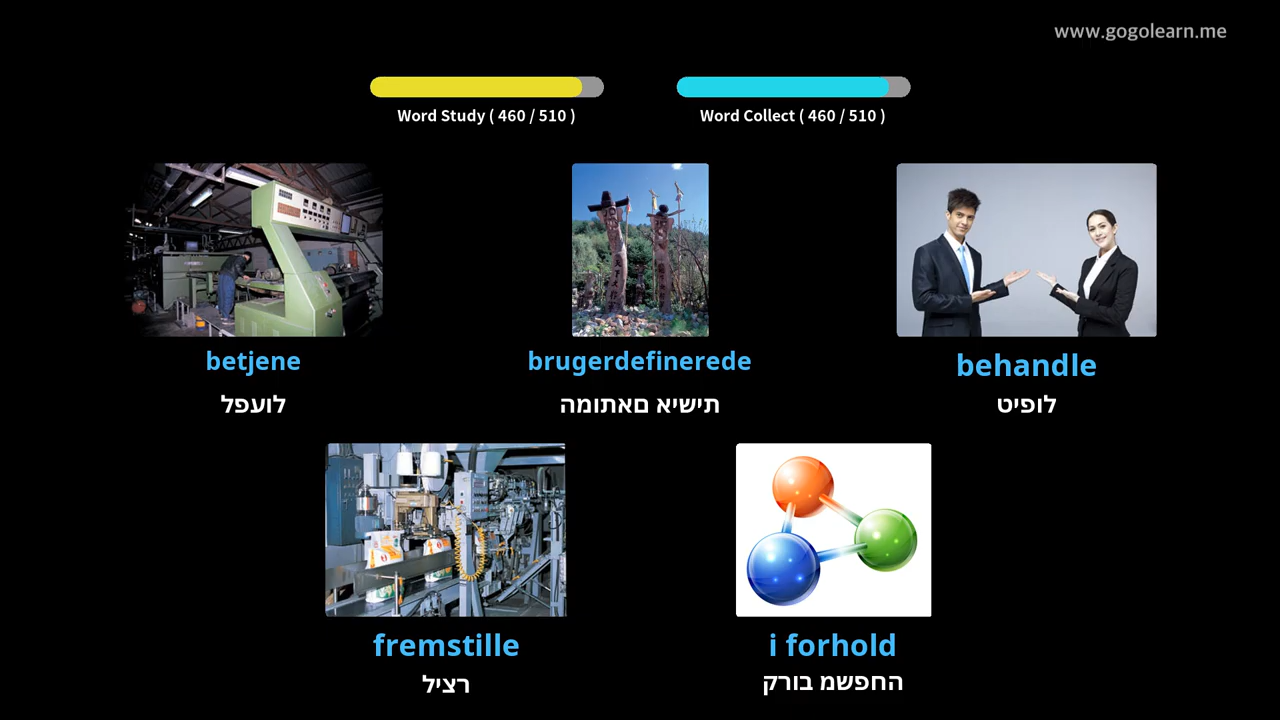 www.gogolearn.me
Word Study ( 460 / 510 )
Word Collect ( 460 / 510 )
betjene
לועפל
brugerdefinerede
תישיא םאתומה
behandle
לופיט
fremstille
רציל
i forhold
החפשמ בורק